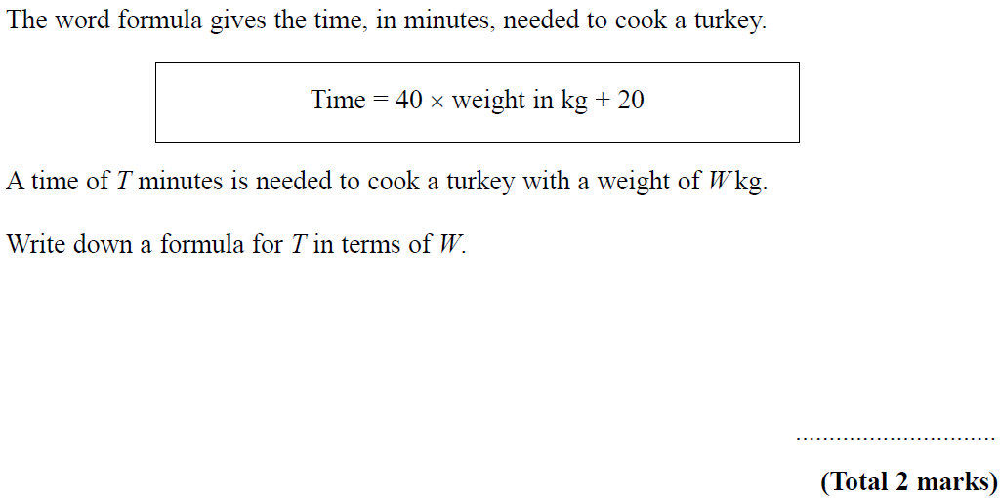 The word formula gives the time, in minutes, needed to cook a turkey.
Time = 40 × weight in kg + 20
A time of T minutes is needed to cook a turkey with a weight of W kg.
Write down a formula for T in terms of W.
..............................
(Total 2 marks)